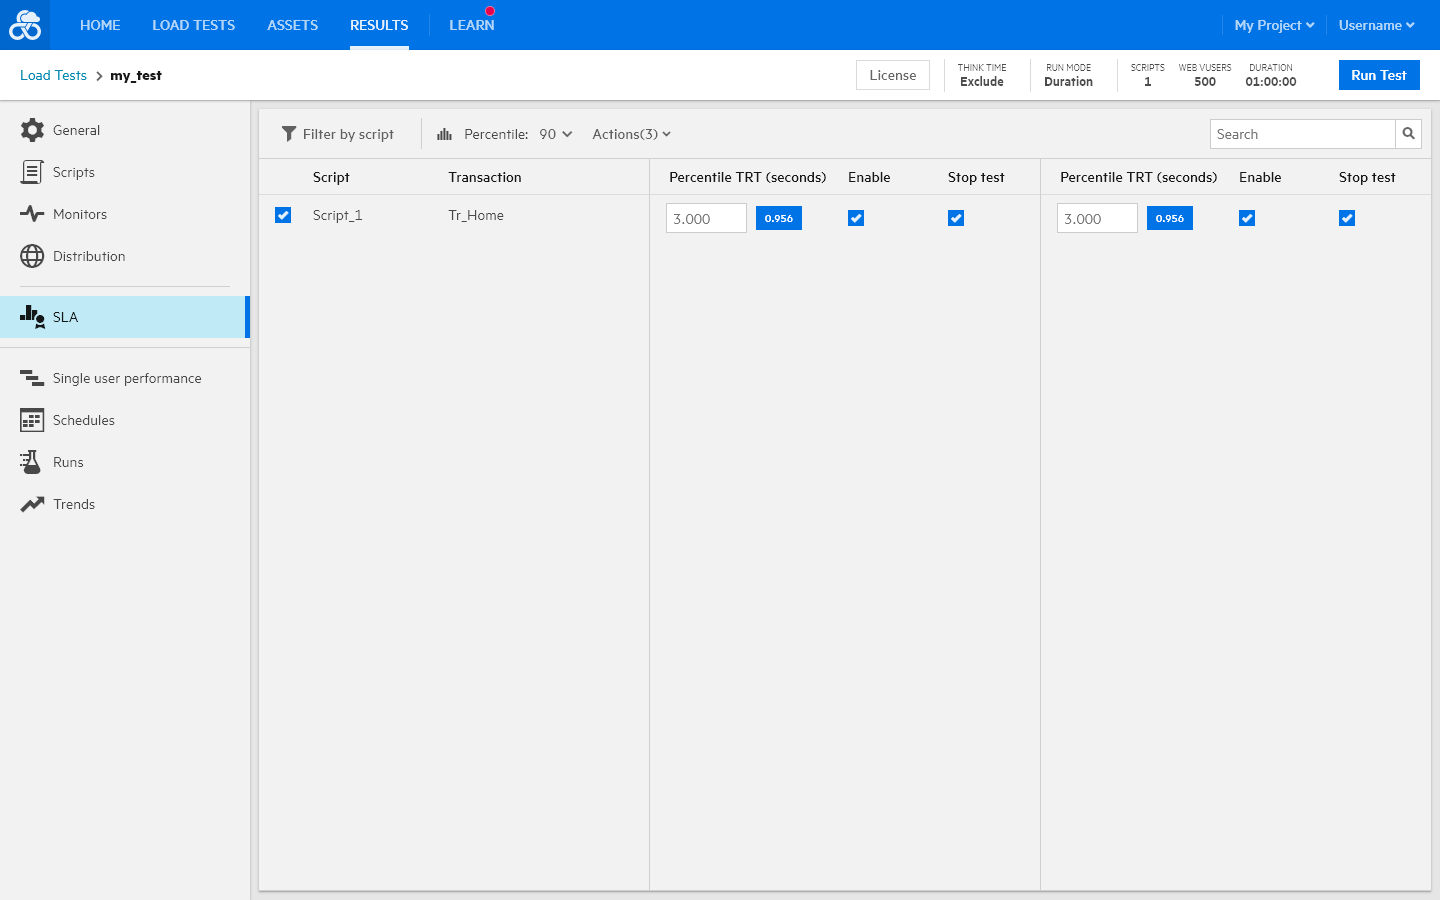 HOME LOAD TESTS ASSETS RESULTS LEARN My Project Username
Load Tests my_test License THINK TIME RUN MODE SCRIPTS WEB VUSERS DURATION Run Test
Exclude Duration 1 500 01:00:00
General
Scripts
Monitors
Distribution
SLA
Single user performance
Schedules
Runs
Trends
Filter by script Percentile: 90 Actions(3) Search
Script Transaction Percentile TRT (seconds) Enable Stop test Percentile TRT (seconds) Enable Stop test
Script_1 Tr_Home 3.000 0.956 3.000 0.956